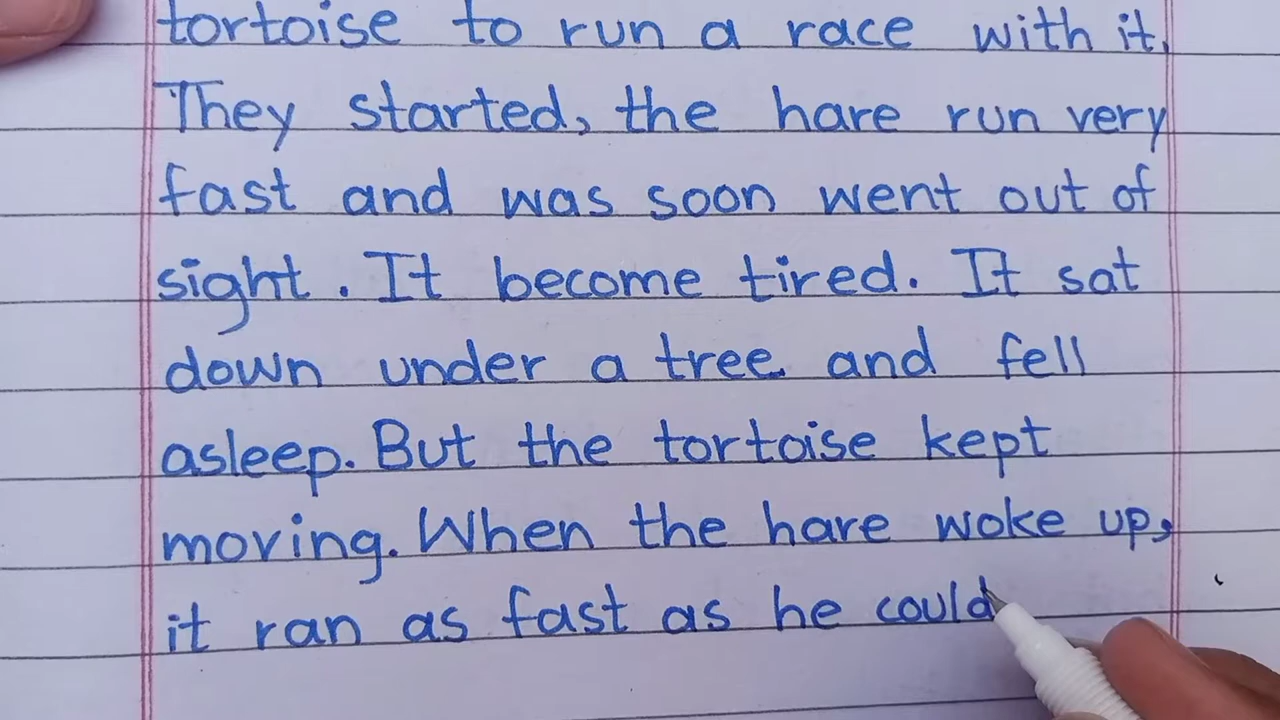 tortoise to run a race with it.
They started, the hare run very
fast and was soon went out of
sight. It become tired. It sat
down under a tree and fell
asleep. But the tortoise kept
moving. When the hare woke up,
it ran as fast as he could